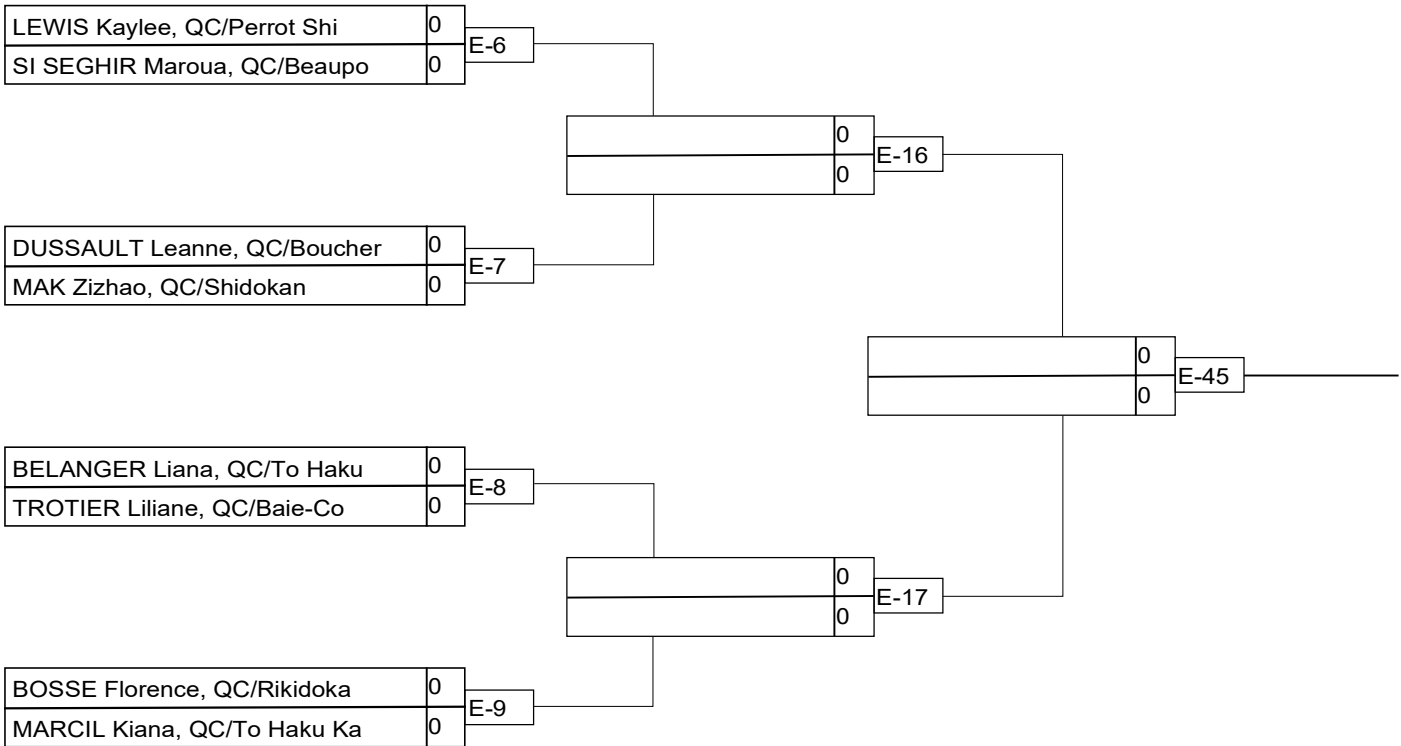 LEWIS Kaylee, QC/Perrot Shi 0
E-6
SI SEGHIR Maroua, QC/Beaupo 0
0
E-16
0
DUSSAULT Leanne, QC/Boucher 0
E-7
MAK Zizhao, QC/Shidokan 0
0
E-45
0
BELANGER Liana, QC/To Haku 0
E-8
TROTIER Liliane, QC/Baie-Co 0
0
E-17
0
BOSSE Florence, QC/Rikidoka 0
E-9
MARCIL Kiana, QC/To Haku Ka 0